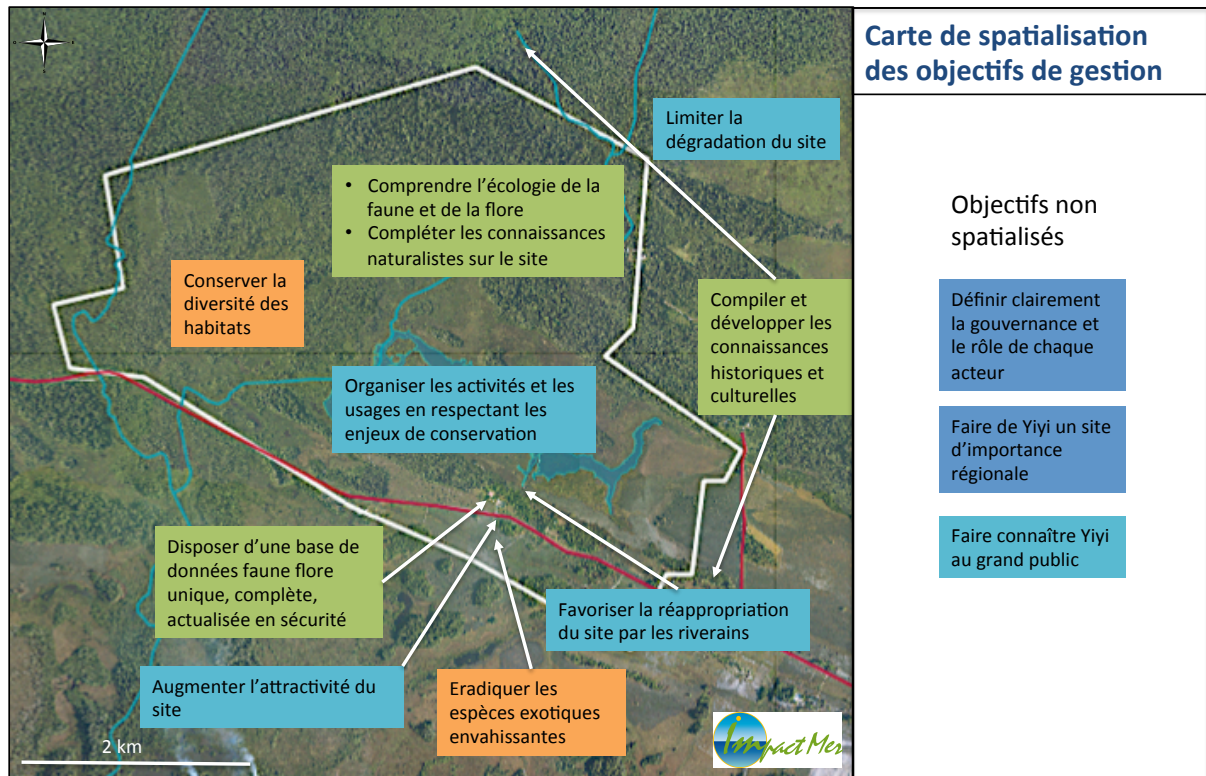 Carte de spatialisation
des objectifs de gestion
Limiter la
dégradation du site
• Comprendre l'écologie de la
faune et de la flore
• Compléter les connaissances
naturalistes sur le site
Conserver la
diversité des
habitats
Compiler et
développer les
connaissances
historiques et
culturelles
Organiser les activités et les
usages en respectant les
enjeux de conservation
Disposer d'une base de
données faune flore
unique, complète,
actualisée en sécurité
Favoriser la réappropriation
du site par les riverains
Augmenter l'attractivité du
site
Eradiquer les
espèces exotiques
envahissantes
2 km
Impact Mer
Objectifs non
spatialisés
Définir clairement
la gouvernance et
le rôle de chaque
acteur
Faire de Yiyi un site
d'importance
régionale
Faire connaître Yiyi
au grand public